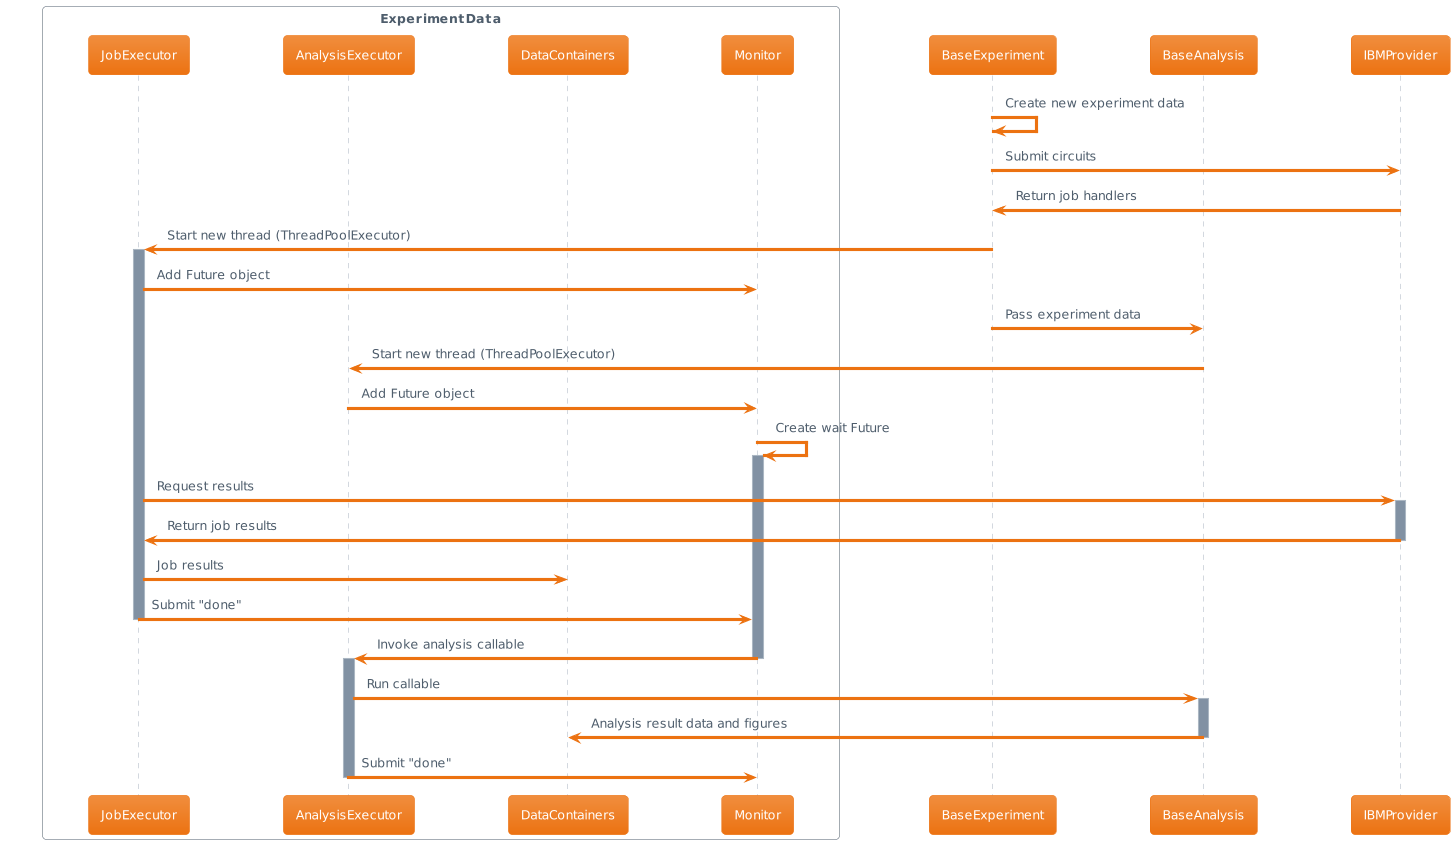 ExperimentData
JobExecutor
AnalysisExecutor
DataContainers
Monitor
BaseExperiment
BaseAnalysis
IBMProvider
Create new experiment data
Submit circuits
Return job handlers
Start new thread (ThreadPoolExecutor)
Add Future object
Pass experiment data
Start new thread (ThreadPoolExecutor)
Add Future object
Create wait Future
Request results
Return job results
Job results
Submit "done"
Invoke analysis callable
Run callable
Analysis result data and figures
Submit "done"
JobExecutor
AnalysisExecutor
DataContainers
Monitor
BaseExperiment
BaseAnalysis
IBMProvider